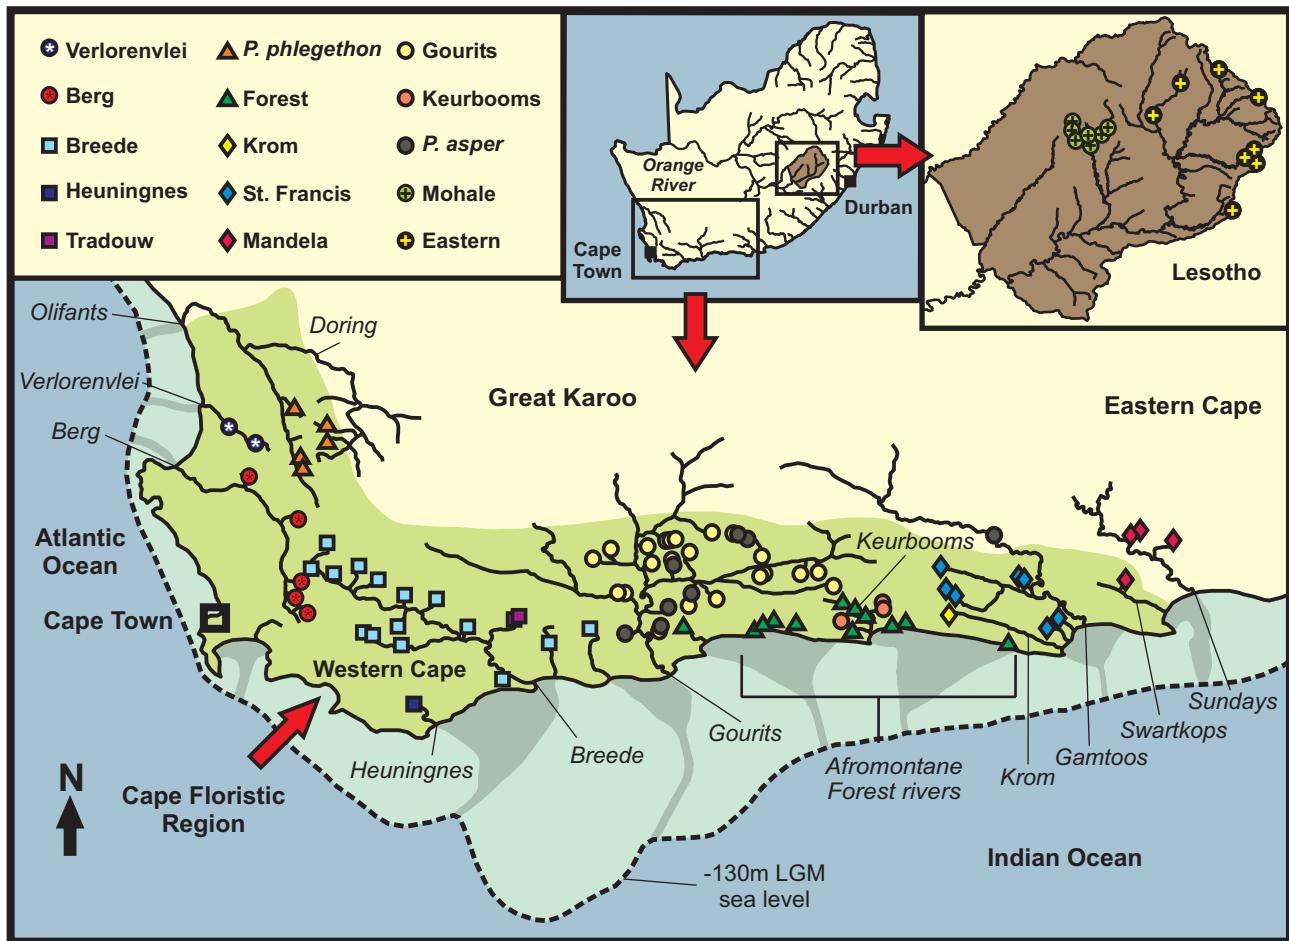 Verlorenvlei
Berg
Breede
Heuningnes
Tradouw
P. phlegethon
Forest
Krom
St. Francis
Mandela
Gourits
Keurbooms
P. asper
Mohale
Eastern
Orange
River
Durban
Cape
Town
Lesotho
Olifants
Doring
Verlorenvlei
Berg
Great Karoo
Eastern Cape
Atlantic
Ocean
Keurbooms
Cape Town
Western Cape
Sundays
Swartkops
Gamtoos
Krom
Gourits
Breede
Heuningnes
Afromontane
Forest rivers
N
Cape Floristic
Region
Indian Ocean
-130m LGM
sea level